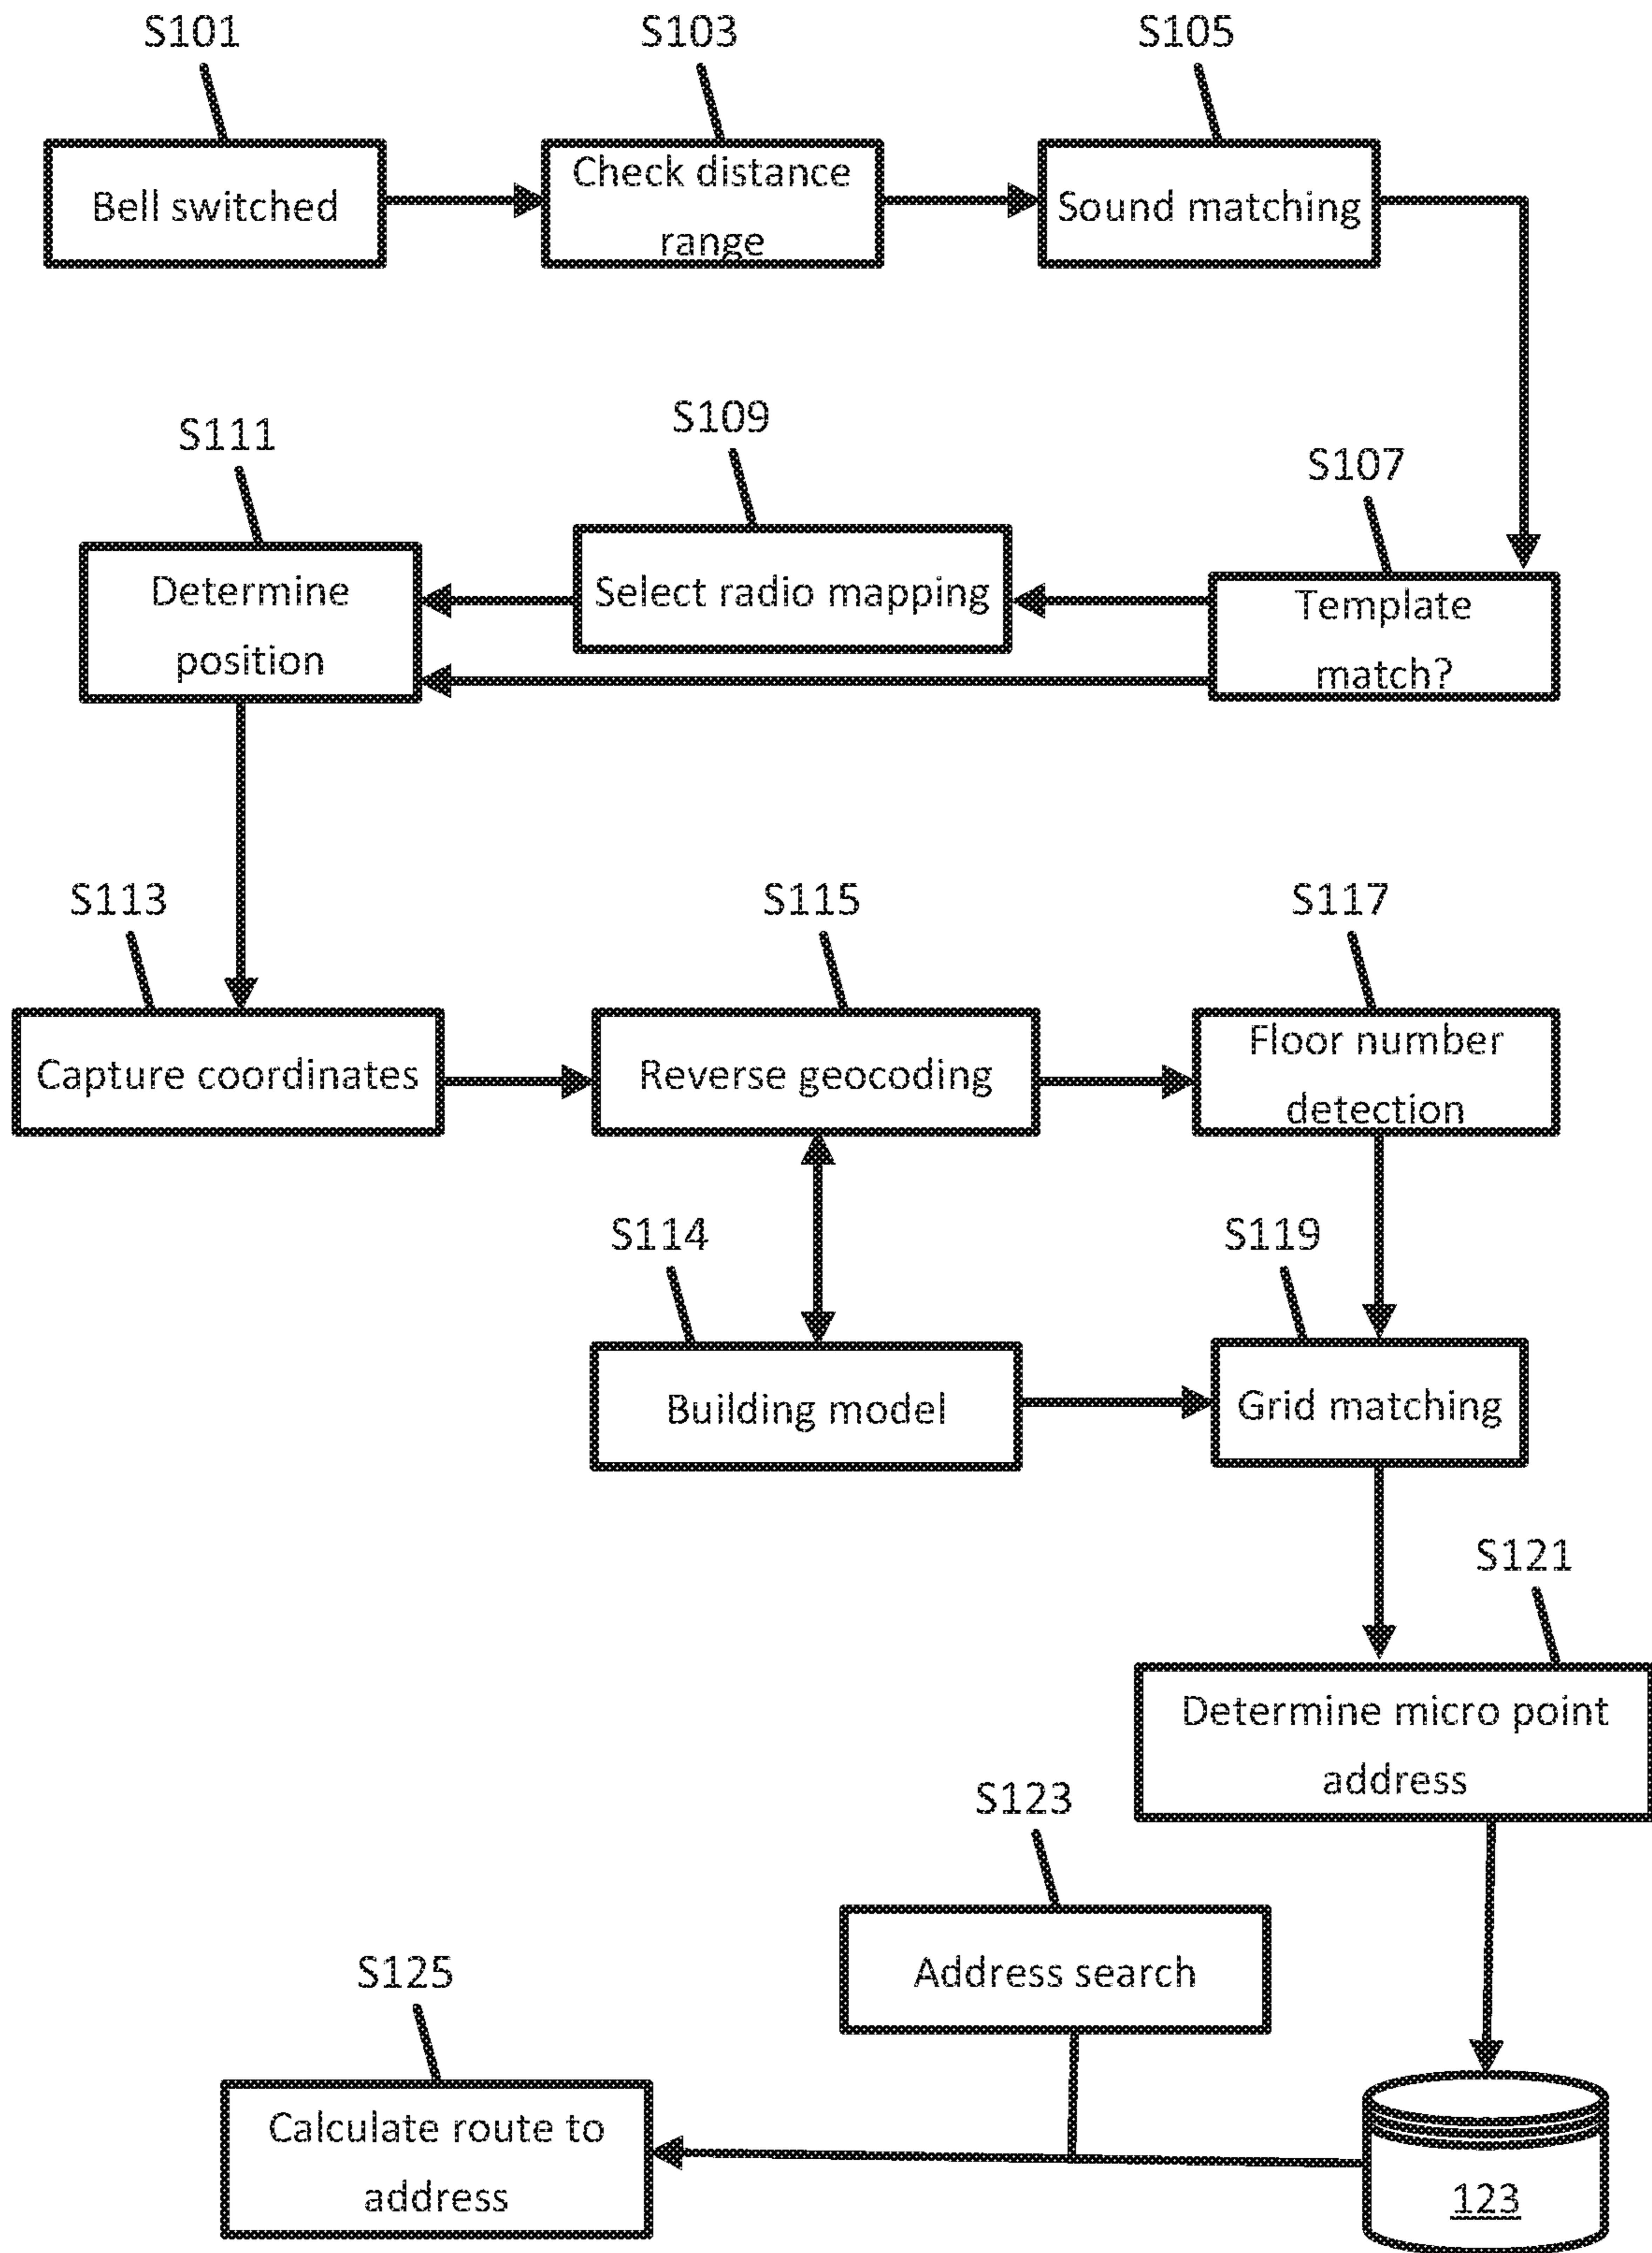 S101
S103
S105
Bell switched
Check distance
range
Sound matching
S109
S111
S107
Determine
position
Select radio mapping
Template
match?
S113
S115
S117
Capture coordinates
Reverse geocoding
Floor number
detection
S114
S119
Building model
Grid matching
S121
Determine micro point
address
S123
Address search
S125
Calculate route to
address
123